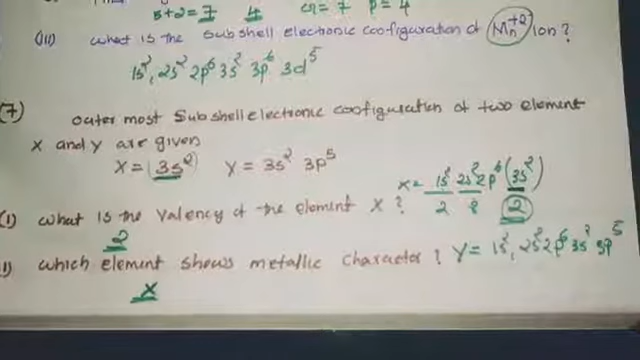 5+2=7 4 G=7 P=4
(iii) what is the subshell electronic configuration of Mn+2 ion?
1s², 2s² 2p⁶ 3s² 3p⁶ 3d⁵
(7) outer most Subshell electronic configuration of two element
X and Y are given
X = 3s² Y = 3s² 3p⁵
X = 1s² 2s² 2p⁶ (3s²)
2 8 2
(i) what is the valency of the element X?
2
Y = 1s², 2s² 2p⁶ 3s² 3p⁵
which element shows metallic character?
X